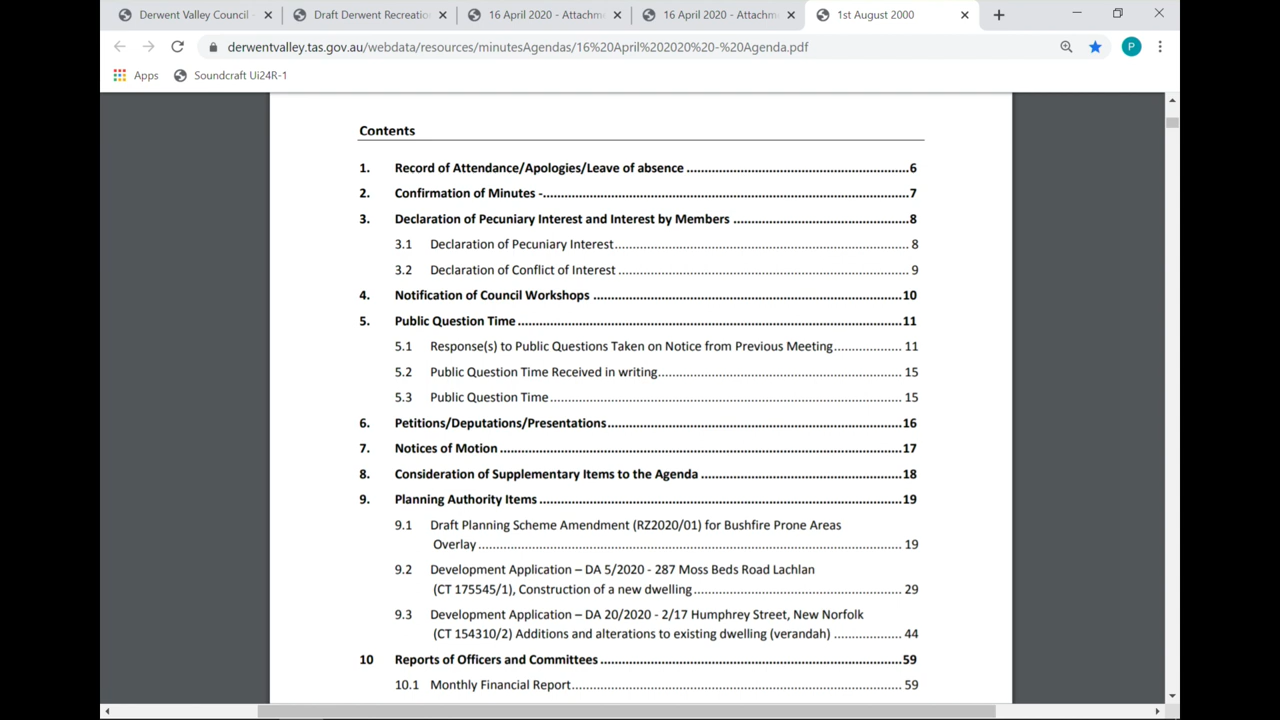 Derwent Valley Council -
Draft Derwent Recreatio
16 April 2020 - Attachm
16 April 2020 - Attachm
1st August 2000
derwentvalley.tas.gov.au/webdata/resources/minutesAgendas/16%20April%202020%20-%20Agenda.pdf
P
Apps
Soundcraft Ui24R-1
Contents
1. Record of Attendance/Apologies/Leave of absence ........ 6
2. Confirmation of Minutes -........ 7
3. Declaration of Pecuniary Interest and Interest by Members ........ 8
3.1 Declaration of Pecuniary Interest........ 8
3.2 Declaration of Conflict of Interest ........ 9
4. Notification of Council Workshops ........ 10
5. Public Question Time ........ 11
5.1 Response(s) to Public Questions Taken on Notice from Previous Meeting........ 11
5.2 Public Question Time Received in writing........ 15
5.3 Public Question Time........ 15
6. Petitions/Deputations/Presentations........ 16
7. Notices of Motion ........ 17
8. Consideration of Supplementary Items to the Agenda ........ 18
9. Planning Authority Items ........ 19
9.1 Draft Planning Scheme Amendment (RZ2020/01) for Bushfire Prone Areas
Overlay ........ 19
9.2 Development Application – DA 5/2020 - 287 Moss Beds Road Lachlan
(CT 175545/1), Construction of a new dwelling........ 29
9.3 Development Application – DA 20/2020 - 2/17 Humphrey Street, New Norfolk
(CT 154310/2) Additions and alterations to existing dwelling (verandah) ........ 44
10 Reports of Officers and Committees ........ 59
10.1 Monthly Financial Report........ 59